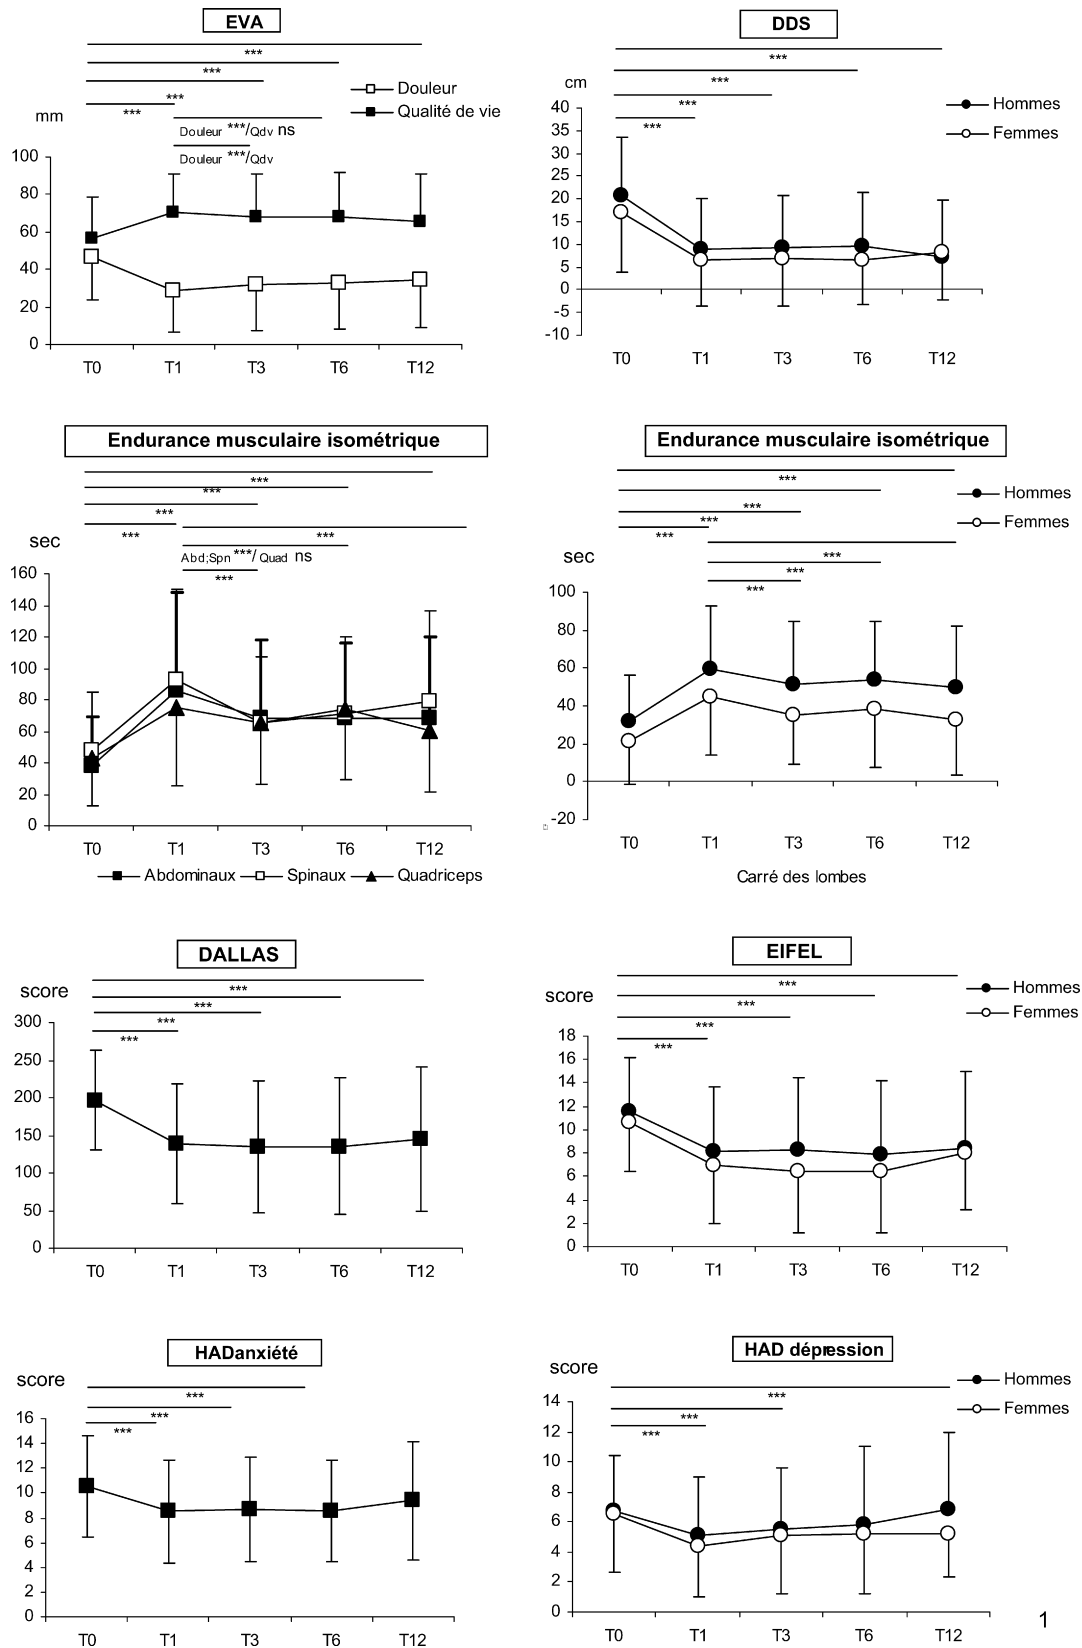 EVA
***
***
***
***
Douleur ***/Qdv ns
Douleur ***/Qdv
Douleur
Qualité de vie
mm
100
80
60
40
20
0
T0 T1 T3 T6 T12
DDS
***
***
***
***
Hommes
Femmes
cm
40
35
30
25
20
15
10
5
0
-5
-10
T0 T1 T3 T6 T12
Endurance musculaire isométrique
***
***
***
***
***
Abd;Spn ***/ Quad ns
***
sec
160
140
120
100
80
60
40
20
0
T0 T1 T3 T6 T12
Abdominaux Spinaux Quadriceps
Endurance musculaire isométrique
***
***
***
***
***
***
***
Hommes
Femmes
sec
100
80
60
40
20
0
-20
T0 T1 T3 T6 T12
Carré des lombes
DALLAS
***
***
***
***
score
300
250
200
150
100
50
0
T0 T1 T3 T6 T12
EIFEL
***
***
***
***
Hommes
Femmes
score
18
16
14
12
10
8
6
4
2
0
T0 T1 T3 T6 T12
HADanxiété
***
***
***
score
16
14
12
10
8
6
4
2
0
T0 T1 T3 T6 T12
HAD dépression
***
***
***
Hommes
Femmes
score
14
12
10
8
6
4
2
0
T0 T1 T3 T6 T12
1